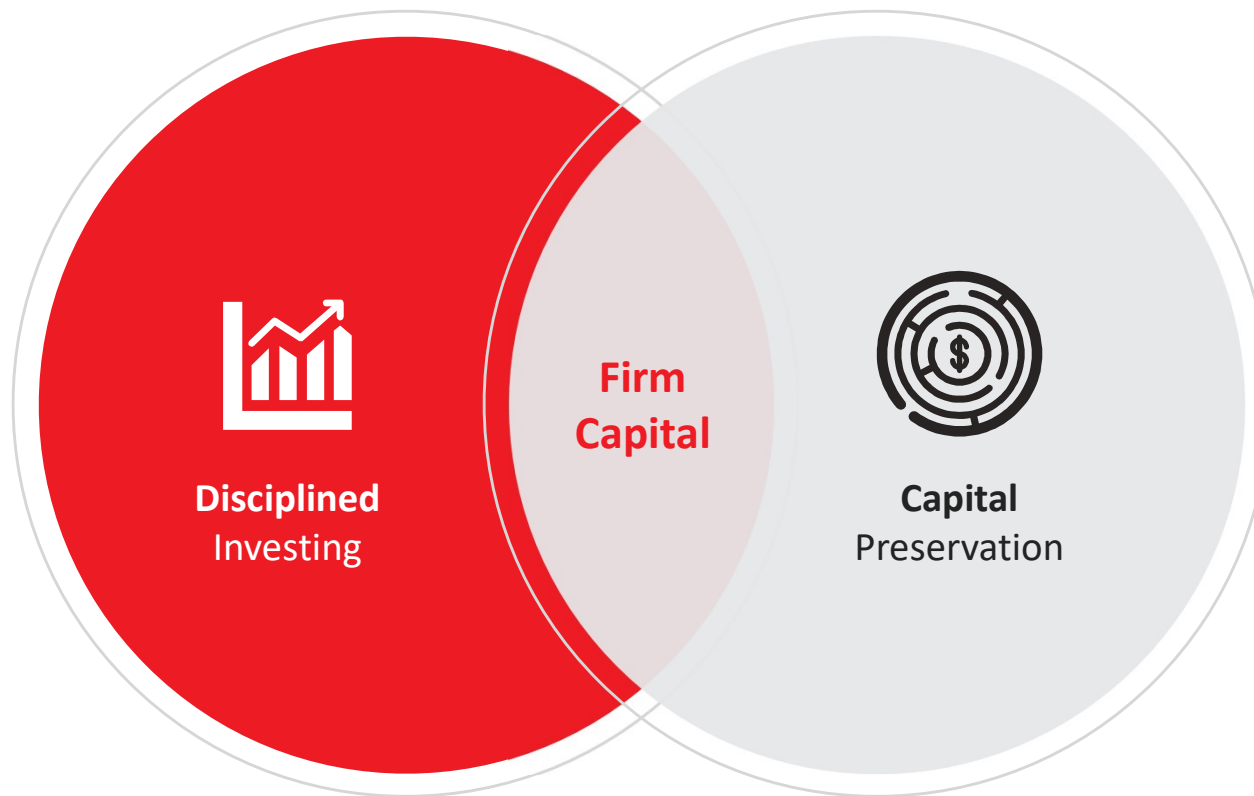 Disciplined
Investing
Firm
Capital
$
Capital
Preservation